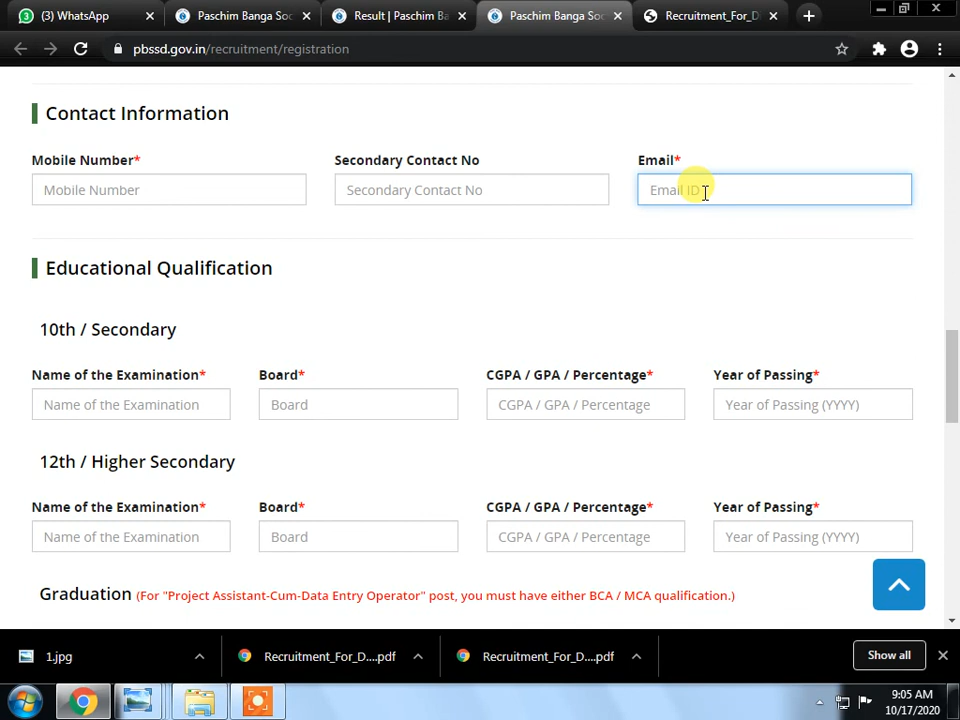 (3) WhatsApp
Paschim Banga Soc
Result | Paschim Ba
Paschim Banga Soc
Recruitment_For_D
pbssd.gov.in/recruitment/registration
Contact Information
Mobile Number* Secondary Contact No Email*
Mobile Number Secondary Contact No Email ID
Educational Qualification
10th / Secondary
Name of the Examination* Board* CGPA / GPA / Percentage* Year of Passing*
Name of the Examination Board CGPA / GPA / Percentage Year of Passing (YYYY)
12th / Higher Secondary
Name of the Examination* Board* CGPA / GPA / Percentage* Year of Passing*
Name of the Examination Board CGPA / GPA / Percentage Year of Passing (YYYY)
Graduation (For "Project Assistant-Cum-Data Entry Operator" post, you must have either BCA / MCA qualification.)
1.jpg Recruitment_For_D....pdf Recruitment_For_D....pdf Show all
9:05 AM
10/17/2020